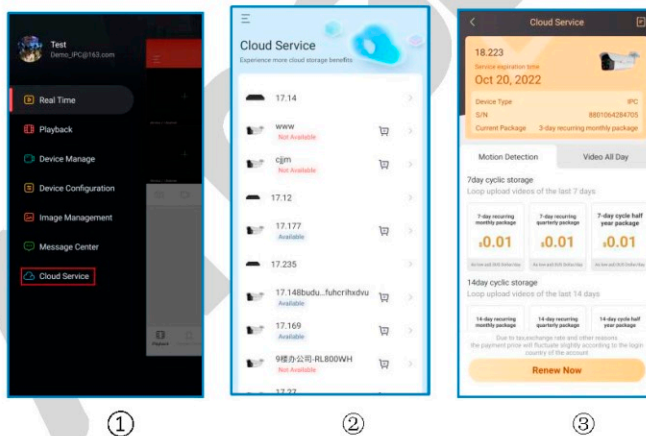 Test
Demo_IPC@163.com
Real Time
Playback
Device Manage
Device Configuration
Image Management
Message Center
Cloud Service
Playback
①
Cloud Service
Experience more cloud storage benefits
17.14
www
Not Available
cjjm
Not Available
17.12
17.177
Available
17.235
17.148budu...fuhcrihxdvu
Available
17.169
Available
9楼办公司-RL800WH
Not Available
17.27
②
Cloud Service
18.223
Service expiration time
Oct 20, 2022
Device Type IPC
S/N 8801064284705
Current Package 3-day recurring monthly package
Motion Detection Video All Day
7day cyclic storage
Loop upload videos of the last 7 days
7-day recurring monthly package
$0.01
7-day recurring quarterly package
$0.01
7-day cycle half year package
$0.01
14day cyclic storage
Loop upload videos of the last 14 days
14-day recurring monthly package
14-day recurring quarterly package
14-day cycle half year package
Due to tax,exchange rate and other reasons
the payment price will fluctuate slightly according to the login
country of the account
Renew Now
③